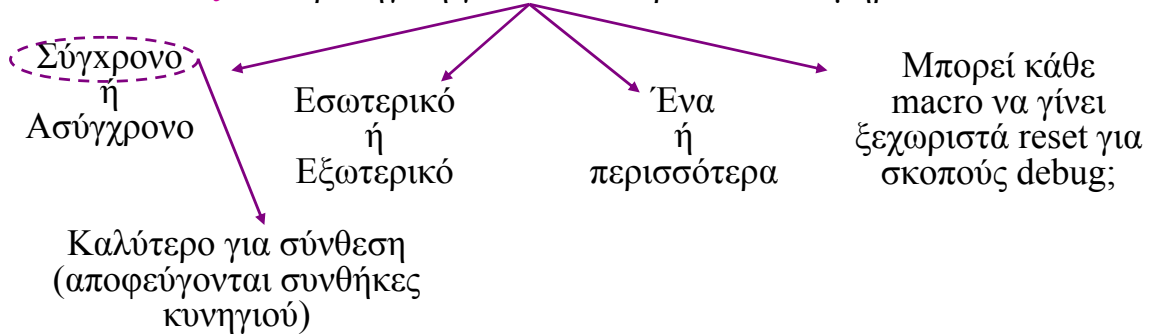 Σύγχρονο
ή
Ασύγχρονο
Εσωτερικό
ή
Εξωτερικό
Ένα
ή
περισσότερα
Μπορεί κάθε
macro να γίνει
ξεχωριστά reset για
σκοπούς debug;
Καλύτερο για σύνθεση
(αποφεύγονται συνθήκες
κυνηγιού)